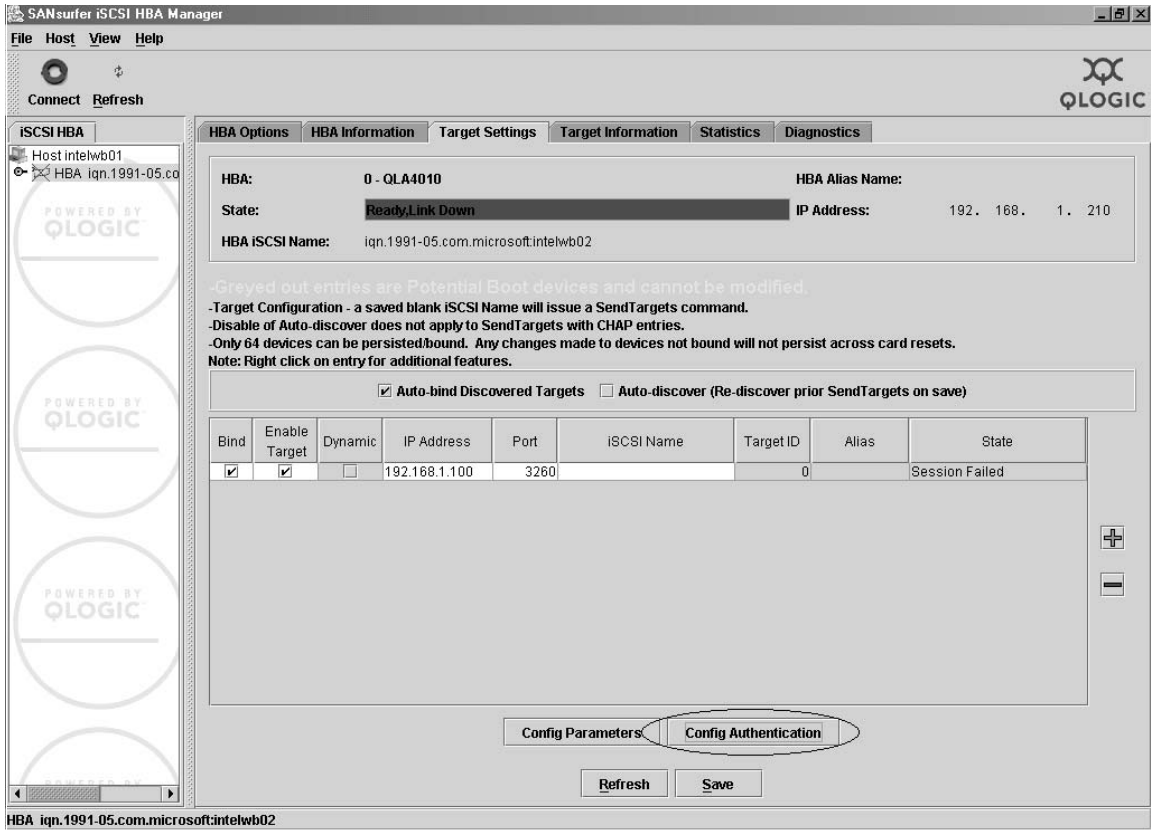 SANsurfer iSCSI HBA Manager
File Host View Help
Connect Refresh
QLOGIC
iSCSI HBA
Host intelwb01
HBA iqn.1991-05.co
POWERED BY
QLOGIC
POWERED BY
QLOGIC
POWERED BY
QLOGIC
POWERED BY
HBA Options HBA Information Target Settings Target Information Statistics Diagnostics
HBA: 0 - QLA4010 HBA Alias Name:
State: Ready,Link Down IP Address: 192. 168. 1. 210
HBA iSCSI Name: iqn.1991-05.com.microsoft:intelwb02
-Greyed out entries are Potential Boot devices and cannot be modified.
-Target Configuration - a saved blank iSCSI Name will issue a SendTargets command.
-Disable of Auto-discover does not apply to SendTargets with CHAP entries.
-Only 64 devices can be persisted/bound. Any changes made to devices not bound will not persist across card resets.
Note: Right click on entry for additional features.
Auto-bind Discovered Targets Auto-discover (Re-discover prior SendTargets on save)
Bind Enable Target Dynamic IP Address Port iSCSI Name Target ID Alias State
192.168.1.100 3260 0 Session Failed
Config Parameters Config Authentication
Refresh Save
HBA iqn.1991-05.com.microsoft:intelwb02